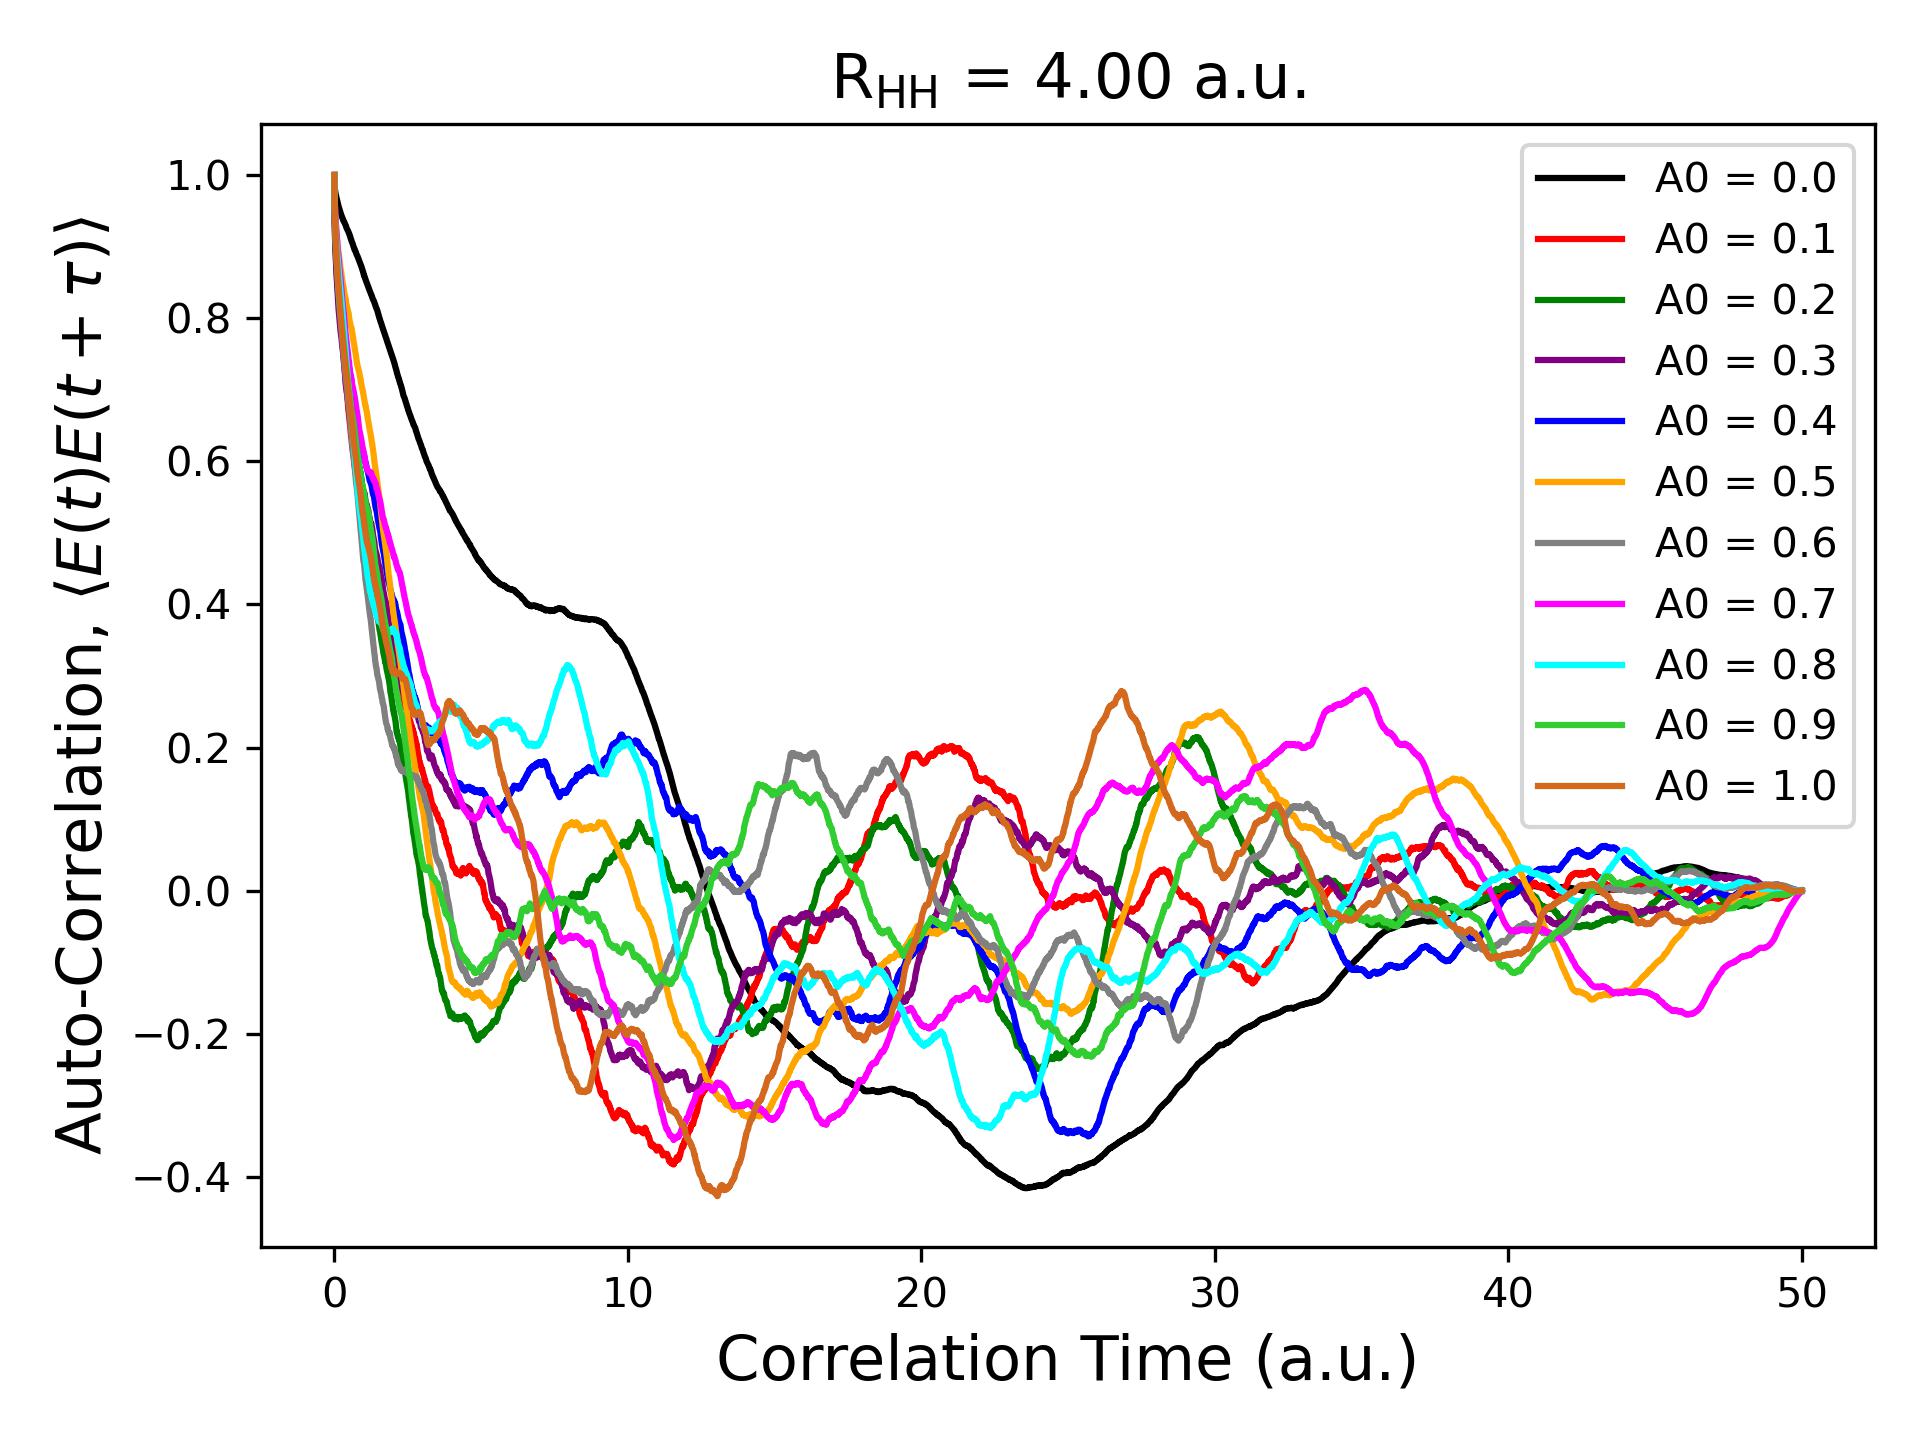 R_HH = 4.00 a.u.
Auto-Correlation, ⟨E(t)E(t + τ)⟩
1.0
0.8
0.6
0.4
0.2
0.0
−0.2
−0.4
A0 = 0.0
A0 = 0.1
A0 = 0.2
A0 = 0.3
A0 = 0.4
A0 = 0.5
A0 = 0.6
A0 = 0.7
A0 = 0.8
A0 = 0.9
A0 = 1.0
0 10 20 30 40 50
Correlation Time (a.u.)